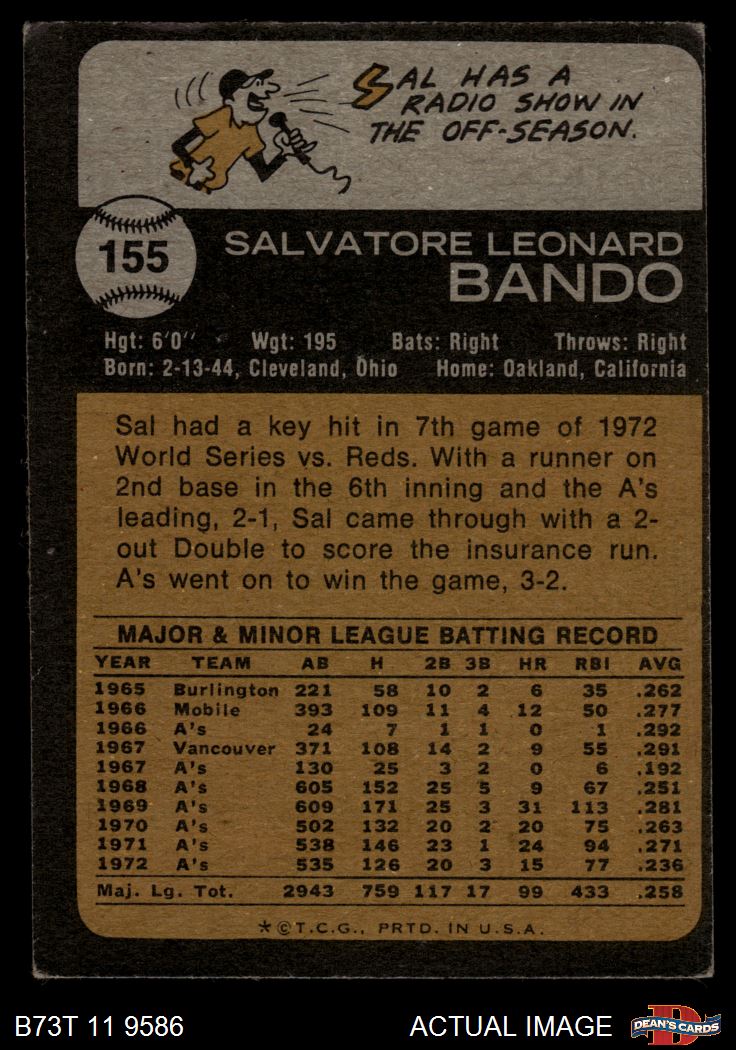 SAL HAS A
RADIO SHOW IN
THE OFF-SEASON.
155
SALVATORE LEONARD
BANDO
Hgt: 6'0" Wgt: 195 Bats: Right Throws: Right
Born: 2-13-44, Cleveland, Ohio Home: Oakland, California
Sal had a key hit in 7th game of 1972
World Series vs. Reds. With a runner on
2nd base in the 6th inning and the A's
leading, 2-1, Sal came through with a 2-
out Double to score the insurance run.
A's went on to win the game, 3-2.
MAJOR & MINOR LEAGUE BATTING RECORD
YEAR TEAM AB H 2B 3B HR RBI AVG
1965 Burlington 221 58 10 2 6 35 .262
1966 Mobile 393 109 11 4 12 50 .277
1966 A's 24 7 1 1 0 1 .292
1967 Vancouver 371 108 14 2 9 55 .291
1967 A's 130 25 3 2 0 6 .192
1968 A's 605 152 25 5 9 67 .251
1969 A's 609 171 25 3 31 113 .281
1970 A's 502 132 20 2 20 75 .263
1971 A's 538 146 23 1 24 94 .271
1972 A's 535 126 20 3 15 77 .236
Maj. Lg. Tot. 2943 759 117 17 99 433 .258
*©T.C.G., PRTD. IN U.S.A.
B73T 11 9586 ACTUAL IMAGE DEAN'S CARDS